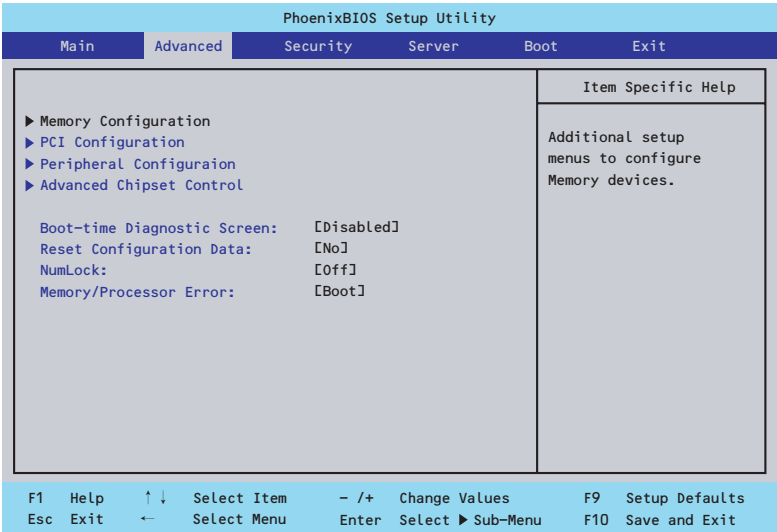 PhoenixBIOS Setup Utility
Main Advanced Security Server Boot Exit
Item Specific Help
Memory Configuration
PCI Configuration
Peripheral Configuraion
Advanced Chipset Control
Additional setup
menus to configure
Memory devices.
Boot-time Diagnostic Screen: [Disabled]
Reset Configuration Data: [No]
NumLock: [Off]
Memory/Processor Error: [Boot]
F1 Help ↑↓ Select Item - /+ Change Values F9 Setup Defaults
Esc Exit ← Select Menu Enter Select ▶ Sub-Menu F10 Save and Exit